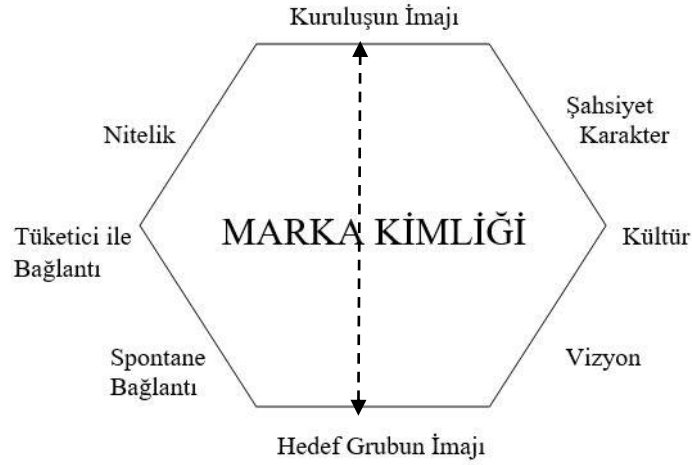 Kuruluşun İmajı
Şahsiyet
Karakter
Nitelik
MARKA KİMLİĞİ
Tüketici ile
Bağlantı
Kültür
Spontane
Bağlantı
Vizyon
Hedef Grubun İmajı